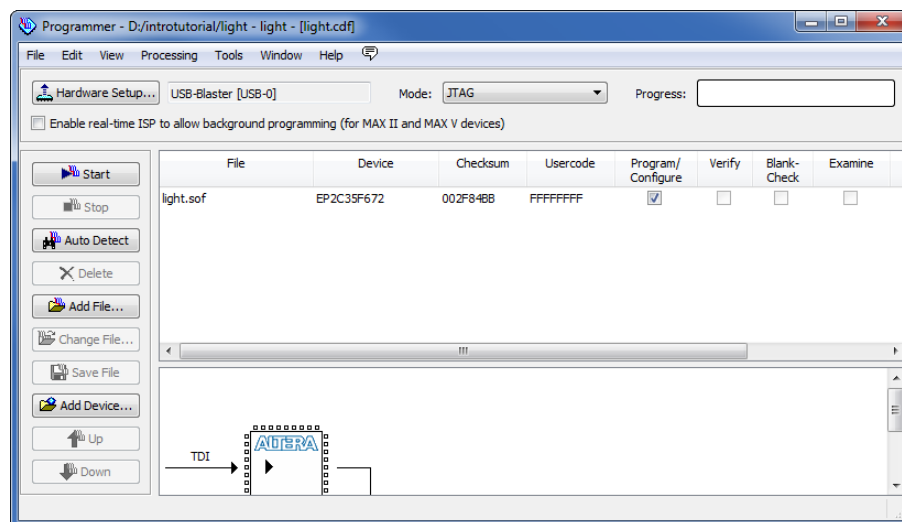 Programmer - D:/introtutorial/light - light - [light.cdf]
File Edit View Processing Tools Window Help
Hardware Setup... USB-Blaster [USB-0] Mode: JTAG Progress:
Enable real-time ISP to allow background programming (for MAX II and MAX V devices)
Start
Stop
Auto Detect
Delete
Add File...
Change File...
Save File
Add Device...
Up
Down
File Device Checksum Usercode Program/ Configure Verify Blank- Check Examine
light.sof EP2C35F672 002F84BB FFFFFFFF
ALTERA
TDI